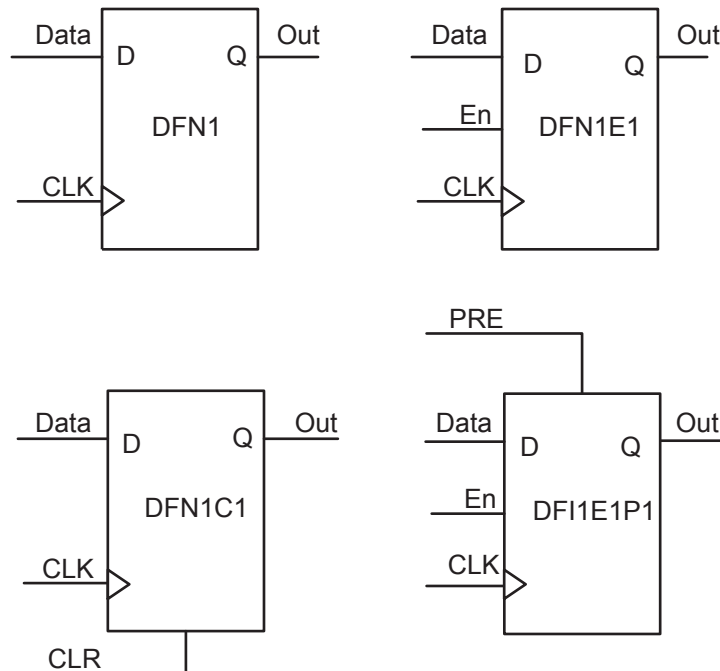 Data
D
Q
Out
DFN1
CLK
Data
D
Q
Out
En
DFN1E1
CLK
Data
D
Q
Out
DFN1C1
CLK
CLR
PRE
Data
D
Q
Out
En
DFI1E1P1
CLK